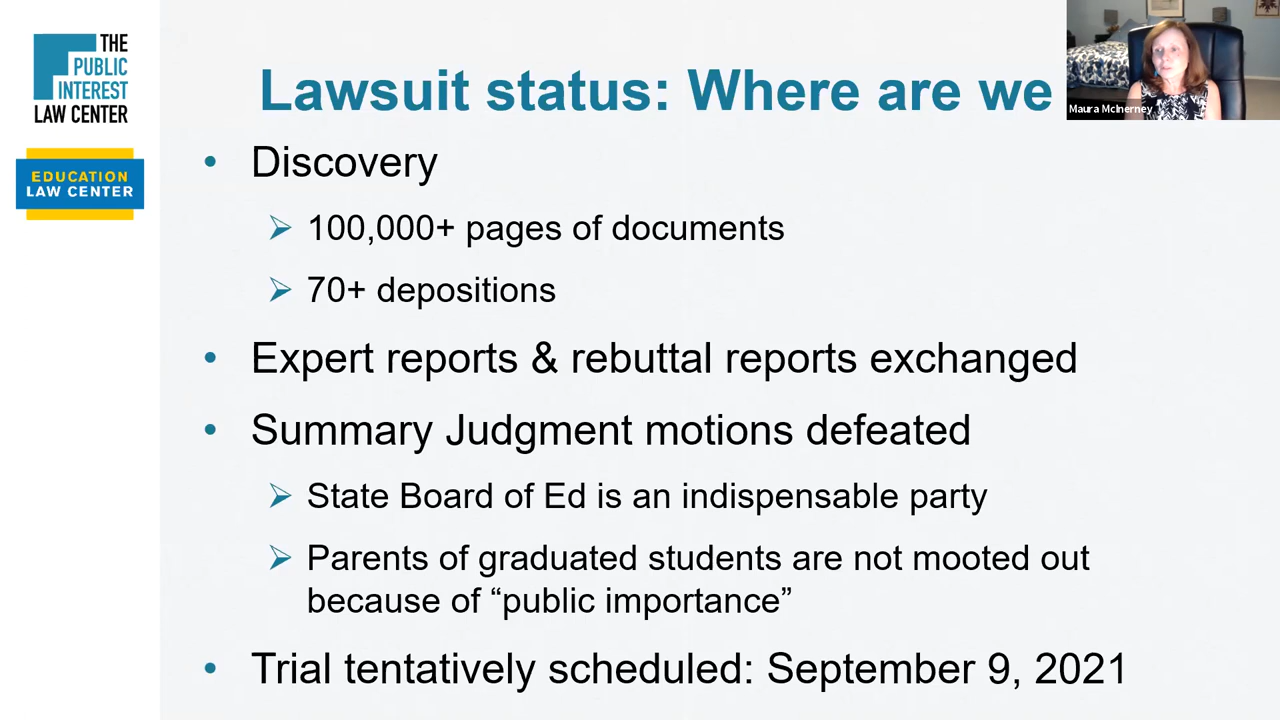 THE
PUBLIC
INTEREST
LAW CENTER
EDUCATION
LAW CENTER
Lawsuit status: Where are we
Maura McInerney
• Discovery
➢ 100,000+ pages of documents
➢ 70+ depositions
• Expert reports & rebuttal reports exchanged
• Summary Judgment motions defeated
➢ State Board of Ed is an indispensable party
➢ Parents of graduated students are not mooted out
because of “public importance”
• Trial tentatively scheduled: September 9, 2021